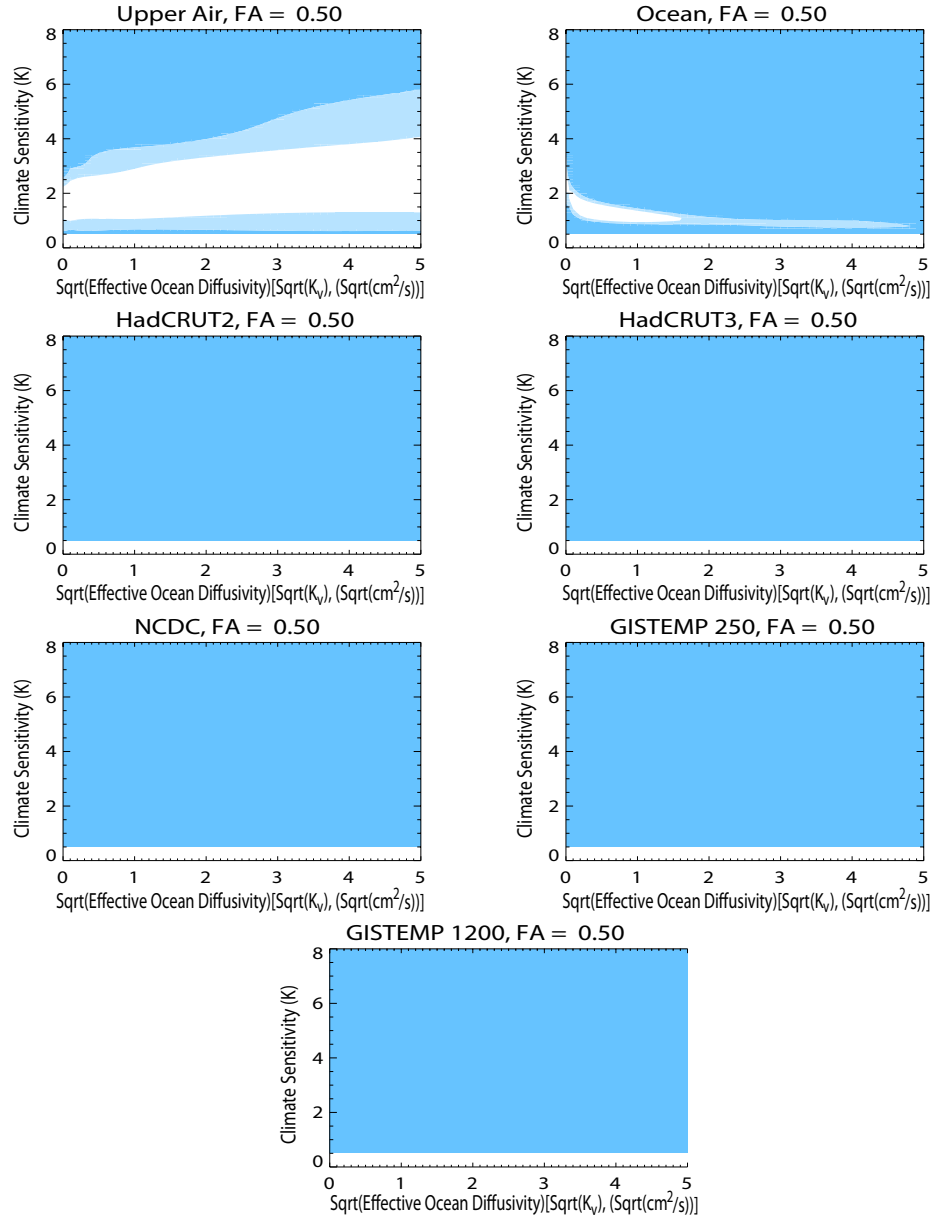 Upper Air, FA = 0.50
Climate Sensitivity (K)
8
6
4
2
0
0 1 2 3 4 5
Sqrt(Effective Ocean Diffusivity)[Sqrt(Kv), (Sqrt(cm²/s))]
Ocean, FA = 0.50
Climate Sensitivity (K)
8
6
4
2
0
0 1 2 3 4 5
Sqrt(Effective Ocean Diffusivity)[Sqrt(Kv), (Sqrt(cm²/s))]
HadCRUT2, FA = 0.50
Climate Sensitivity (K)
8
6
4
2
0
0 1 2 3 4 5
Sqrt(Effective Ocean Diffusivity)[Sqrt(Kv), (Sqrt(cm²/s))]
HadCRUT3, FA = 0.50
Climate Sensitivity (K)
8
6
4
2
0
0 1 2 3 4 5
Sqrt(Effective Ocean Diffusivity)[Sqrt(Kv), (Sqrt(cm²/s))]
NCDC, FA = 0.50
Climate Sensitivity (K)
8
6
4
2
0
0 1 2 3 4 5
Sqrt(Effective Ocean Diffusivity)[Sqrt(Kv), (Sqrt(cm²/s))]
GISTEMP 250, FA = 0.50
Climate Sensitivity (K)
8
6
4
2
0
0 1 2 3 4 5
Sqrt(Effective Ocean Diffusivity)[Sqrt(Kv), (Sqrt(cm²/s))]
GISTEMP 1200, FA = 0.50
Climate Sensitivity (K)
8
6
4
2
0
0 1 2 3 4 5
Sqrt(Effective Ocean Diffusivity)[Sqrt(Kv), (Sqrt(cm²/s))]